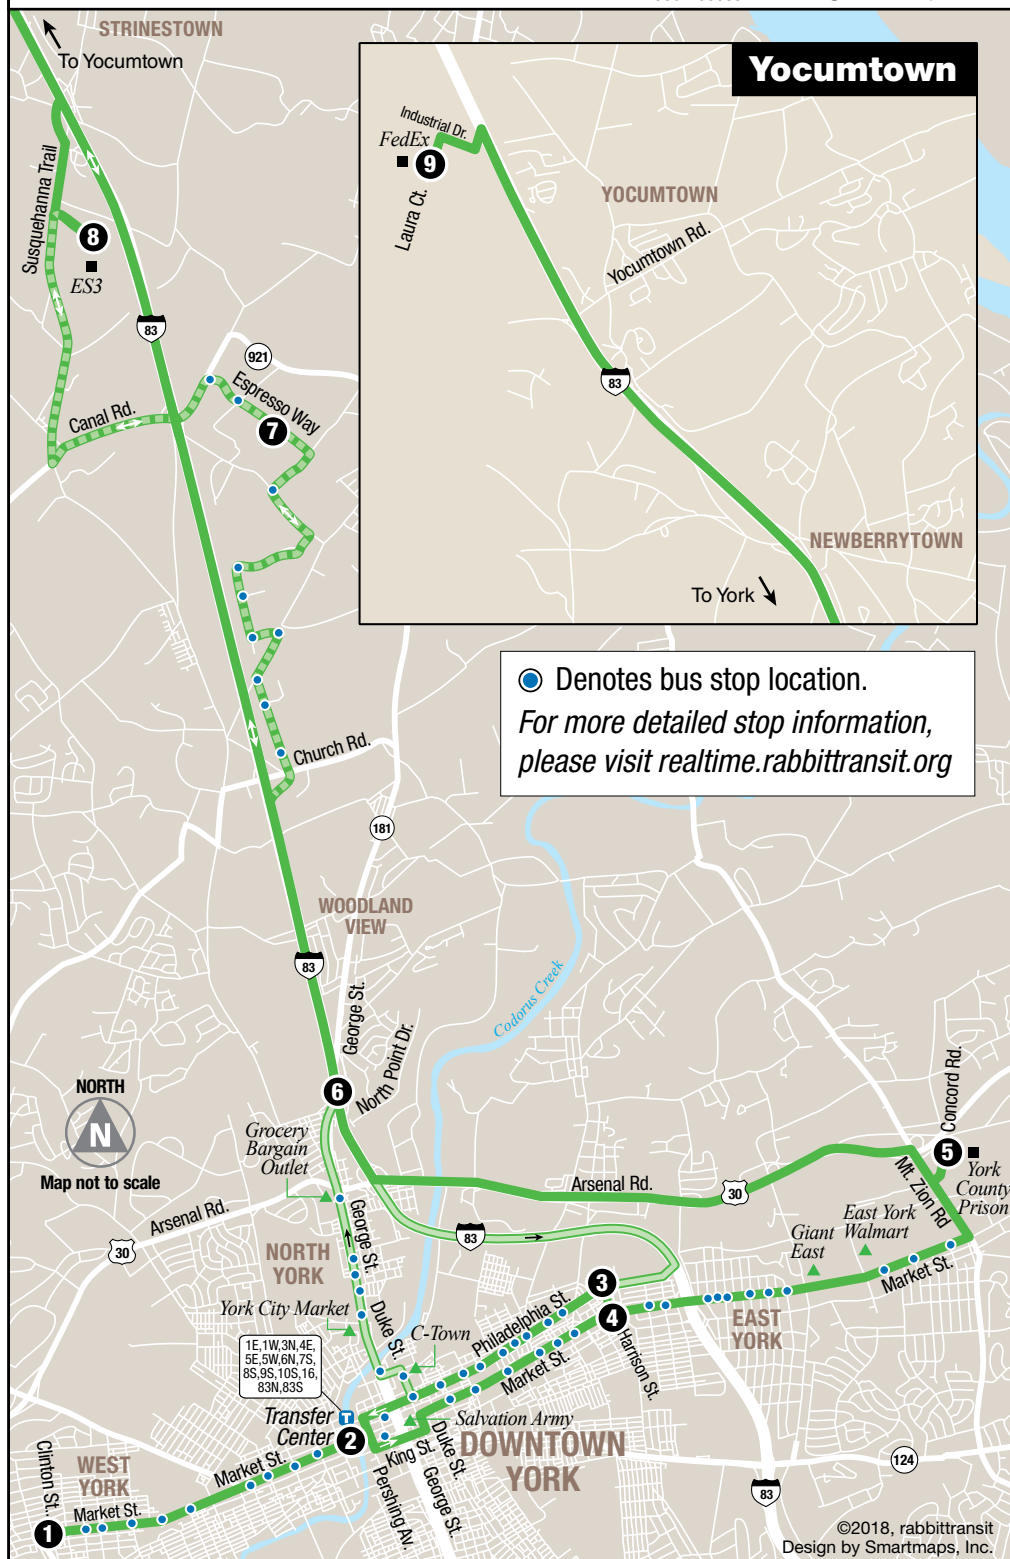 STRINESTOWN
To Yocumtown
Yocumtown
Industrial Dr.
FedEx
9
Laura Ct.
YOCUMTOWN
Yocumtown Rd.
83
NEWBERRYTOWN
To York
Susquehanna Trail
8
ES3
83
921
Espresso Way
7
Canal Rd.
Denotes bus stop location.
For more detailed stop information,
please visit realtime.rabbittransit.org
Church Rd.
181
WOODLAND
VIEW
83
George St.
Codorus Creek
North Point Dr.
6
NORTH
N
Map not to scale
Grocery
Bargain
Outlet
Arsenal Rd.
30
George St.
Arsenal Rd.
30
83
Concord Rd.
5
York
County
Prison
Mt. Zion Rd
East York
Walmart
Giant
East
Market St.
NORTH
YORK
York City Market
Duke St.
C-Town
Philadelphia St.
3
4
Market St.
Harrison St.
EAST
YORK
1E,1W,3N,4E,
5E,5W,6N,7S,
8S,9S,10S,16,
83N,83S
T
Transfer
Center
2
Salvation Army
King St.
Duke St.
DOWNTOWN
YORK
Pershing Av.
George St.
Clinton St.
WEST
YORK
Market St.
Market St.
1
124
83
©2018, rabbittransit
Design by Smartmaps, Inc.